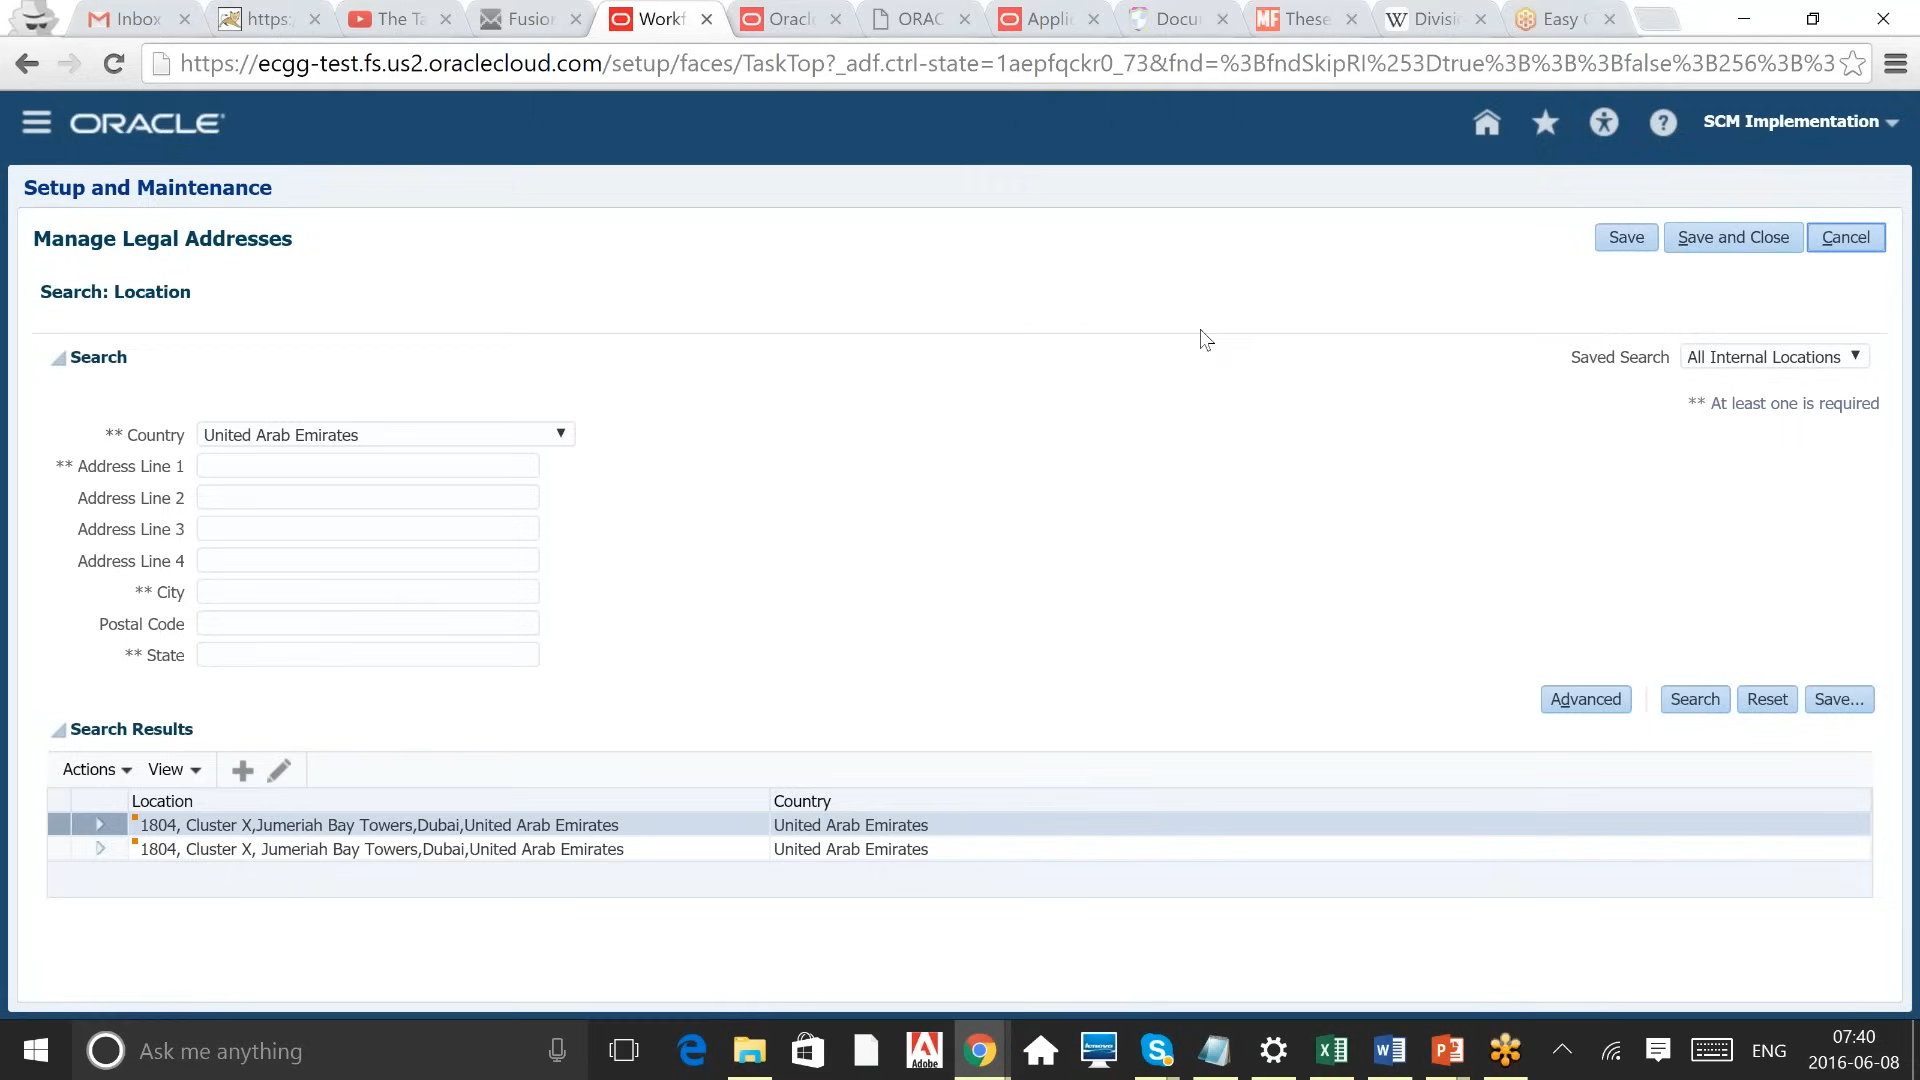 Inbox
https:
The Ta
Fusion
Workf
Oracle
ORAC
Appli
Docu
MF These
W Divisi
Easy
https://ecgg-test.fs.us2.oraclecloud.com/setup/faces/TaskTop?_adf.ctrl-state=1aepfqckr0_73&fnd=%3BfndSkipRI%253Dtrue%3B%3B%3Bfalse%3B256%3B%3
ORACLE
SCM Implementation
Setup and Maintenance
Manage Legal Addresses
Save
Save and Close
Cancel
Search: Location
Search
Saved Search
All Internal Locations
** At least one is required
** Country
United Arab Emirates
** Address Line 1
Address Line 2
Address Line 3
Address Line 4
** City
Postal Code
** State
Advanced
Search
Reset
Save...
Search Results
Actions
View
Location
Country
1804, Cluster X,Jumeriah Bay Towers,Dubai,United Arab Emirates
United Arab Emirates
1804, Cluster X, Jumeriah Bay Towers,Dubai,United Arab Emirates
United Arab Emirates
Ask me anything
Adobe
lenovo
ENG
07:40
2016-06-08